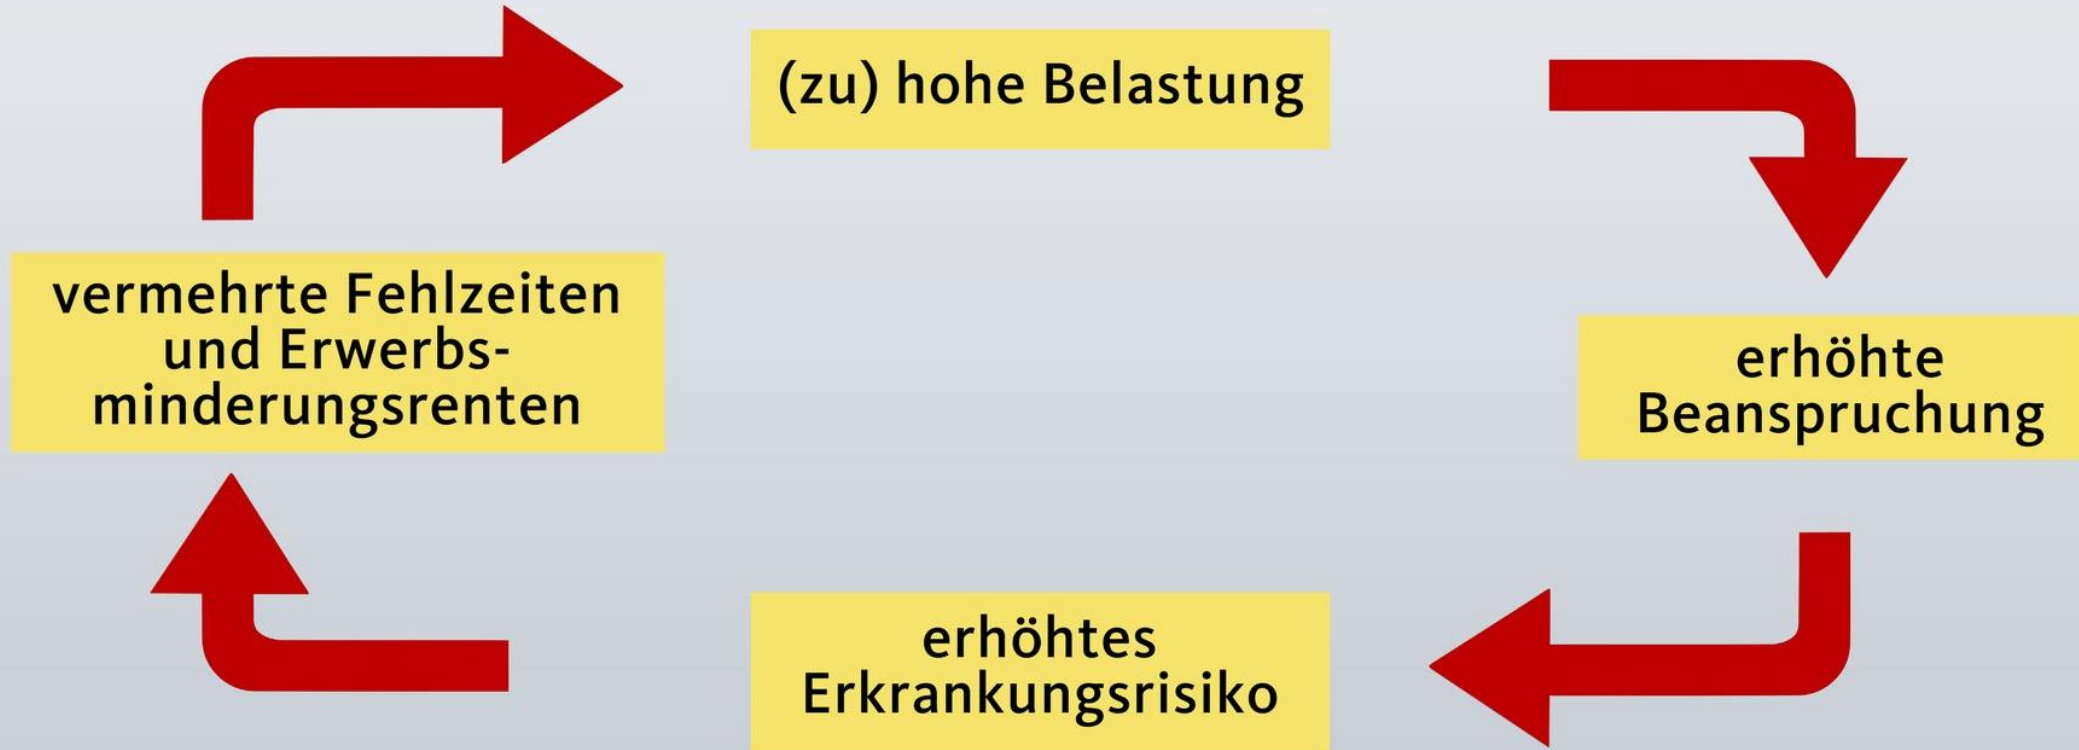 (zu) hohe Belastung
erhöhte
Beanspruchung
erhöhtes
Erkrankungsrisiko
vermehrte Fehlzeiten
und Erwerbs-
minderungsrenten